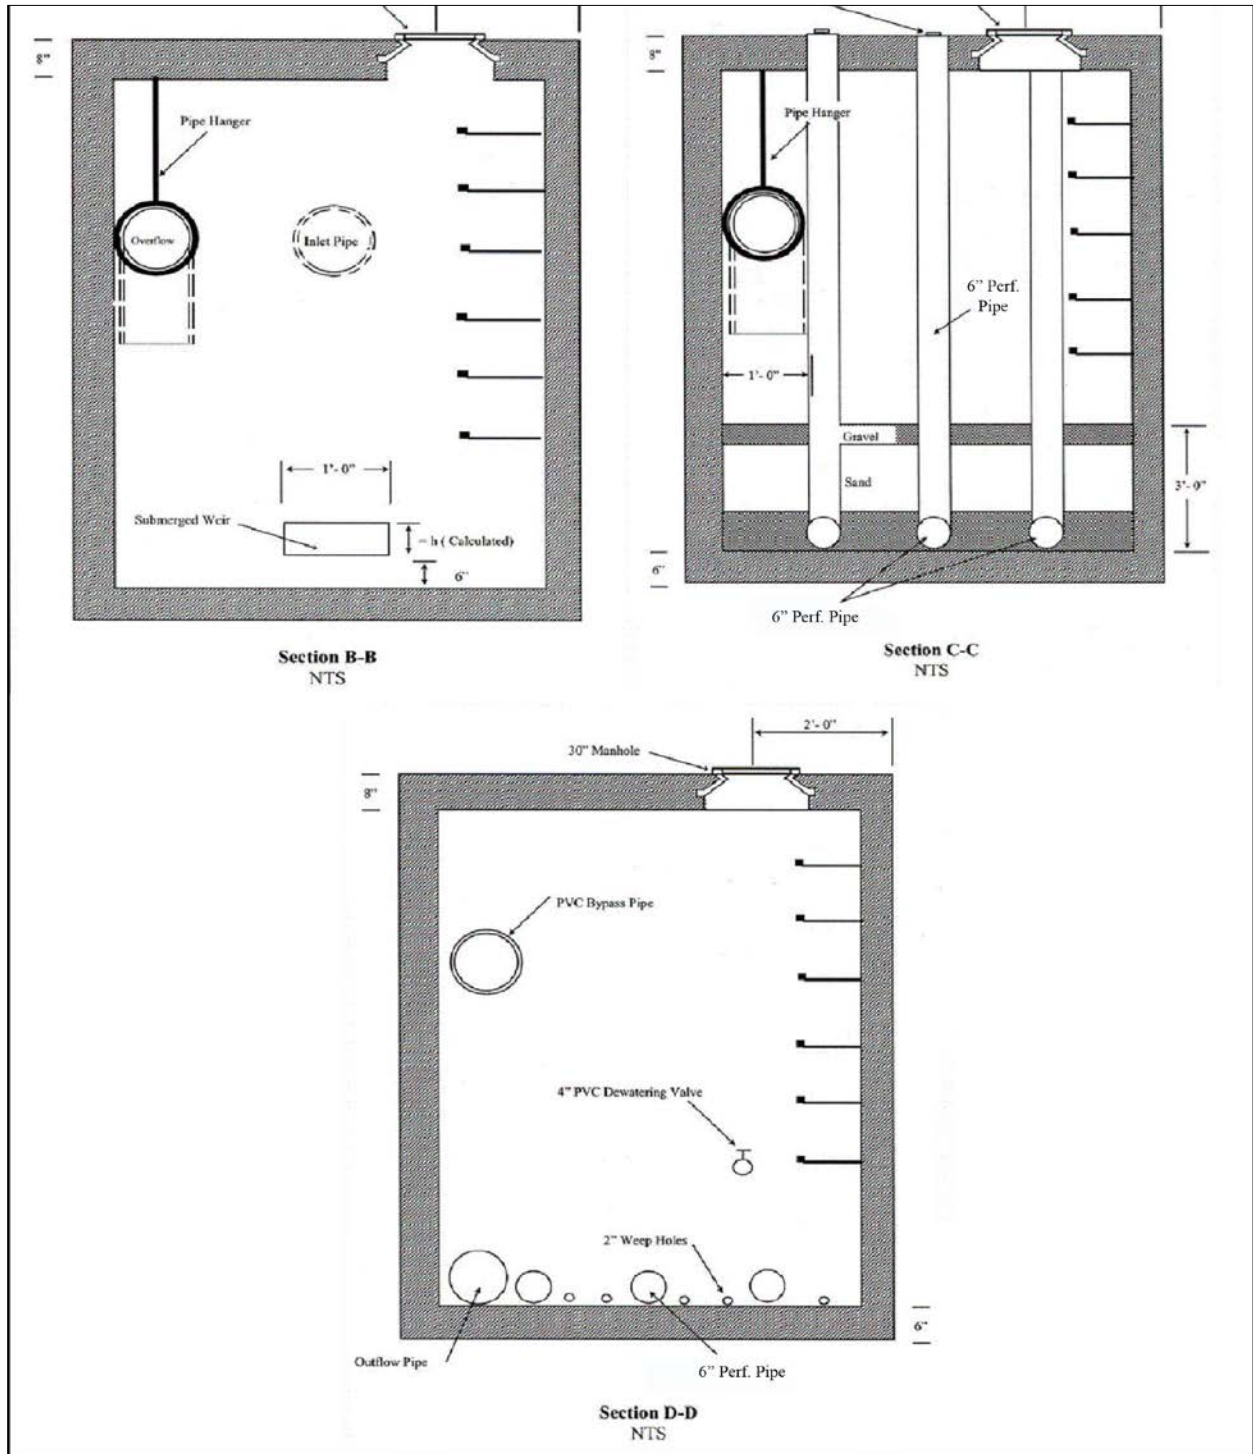 8"
Pipe Hanger
Overflow
Inlet Pipe
1'- 0"
Submerged Weir
= h ( Calculated)
6"
Section B-B
NTS
8"
Pipe Hanger
6” Perf.
Pipe
1'- 0"
Gravel
Sand
3'- 0"
6"
6” Perf. Pipe
Section C-C
NTS
2'- 0"
30" Manhole
8"
PVC Bypass Pipe
4" PVC Dewatering Valve
2" Weep Holes
6"
Outflow Pipe
6” Perf. Pipe
Section D-D
NTS